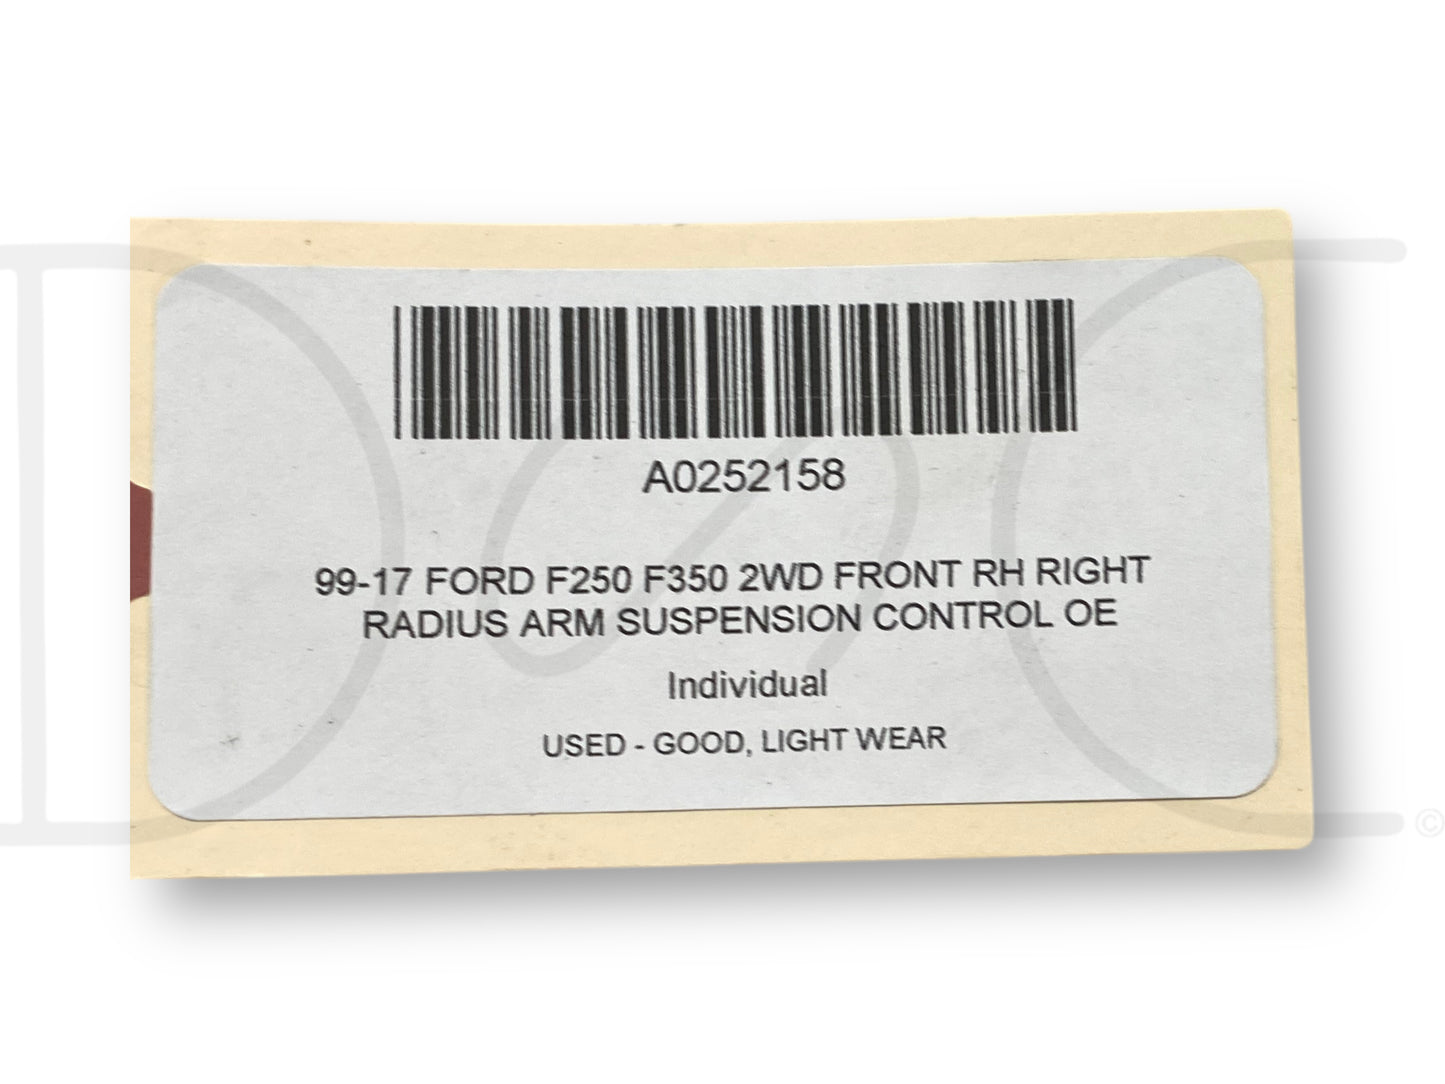 A0252158
99-17 FORD F250 F350 2WD FRONT RH RIGHT
RADIUS ARM SUSPENSION CONTROL OE
Individual
USED - GOOD, LIGHT WEAR
©